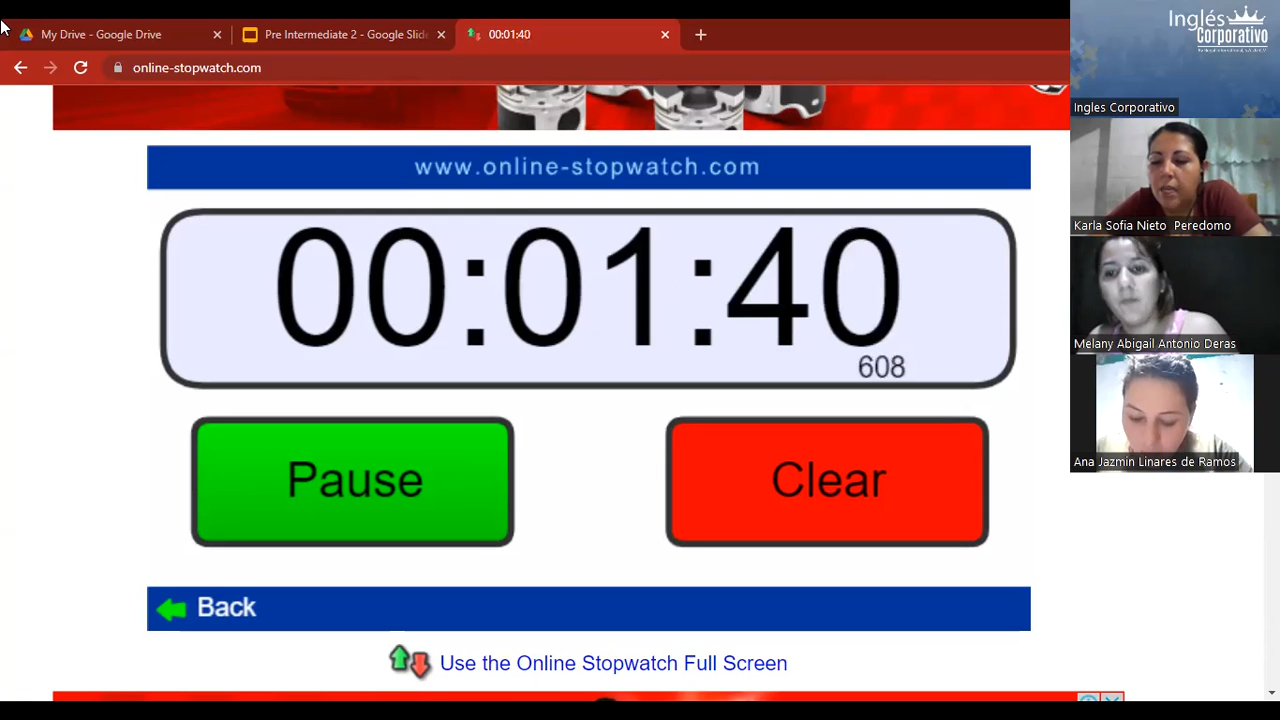 My Drive - Google Drive
Pre Intermediate 2 - Google Slide
00:01:40
online-stopwatch.com
Inglés
Corporativo
Ingles Corporativo
www.online-stopwatch.com
00:01:40
608
Karla Sofia Nieto Peredomo
Melany Abigail Antonio Deras
Pause
Clear
Ana Jazmin Linares de Ramos
Back
Use the Online Stopwatch Full Screen